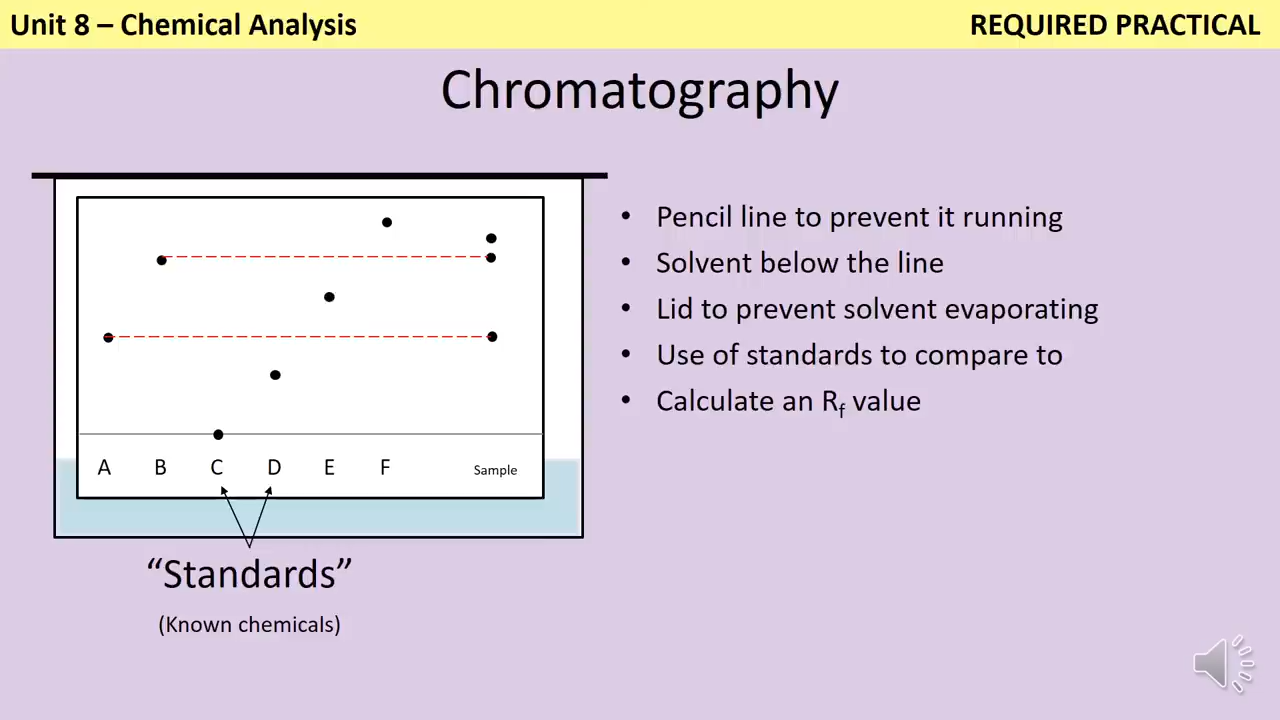 Unit 8 – Chemical Analysis
REQUIRED PRACTICAL
Chromatography
A B C D E F Sample
“Standards”
(Known chemicals)
• Pencil line to prevent it running
• Solvent below the line
• Lid to prevent solvent evaporating
• Use of standards to compare to
• Calculate an Rf value